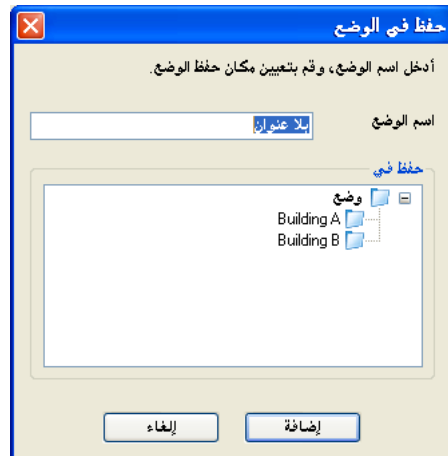 حفظ في الوضع
أدخل اسم الوضع، وقم بتعيين مكان حفظ الوضع.
اسم الوضع
بلا عنوان
حفظ في
وضع
Building A
Building B
إضافة
إلغاء